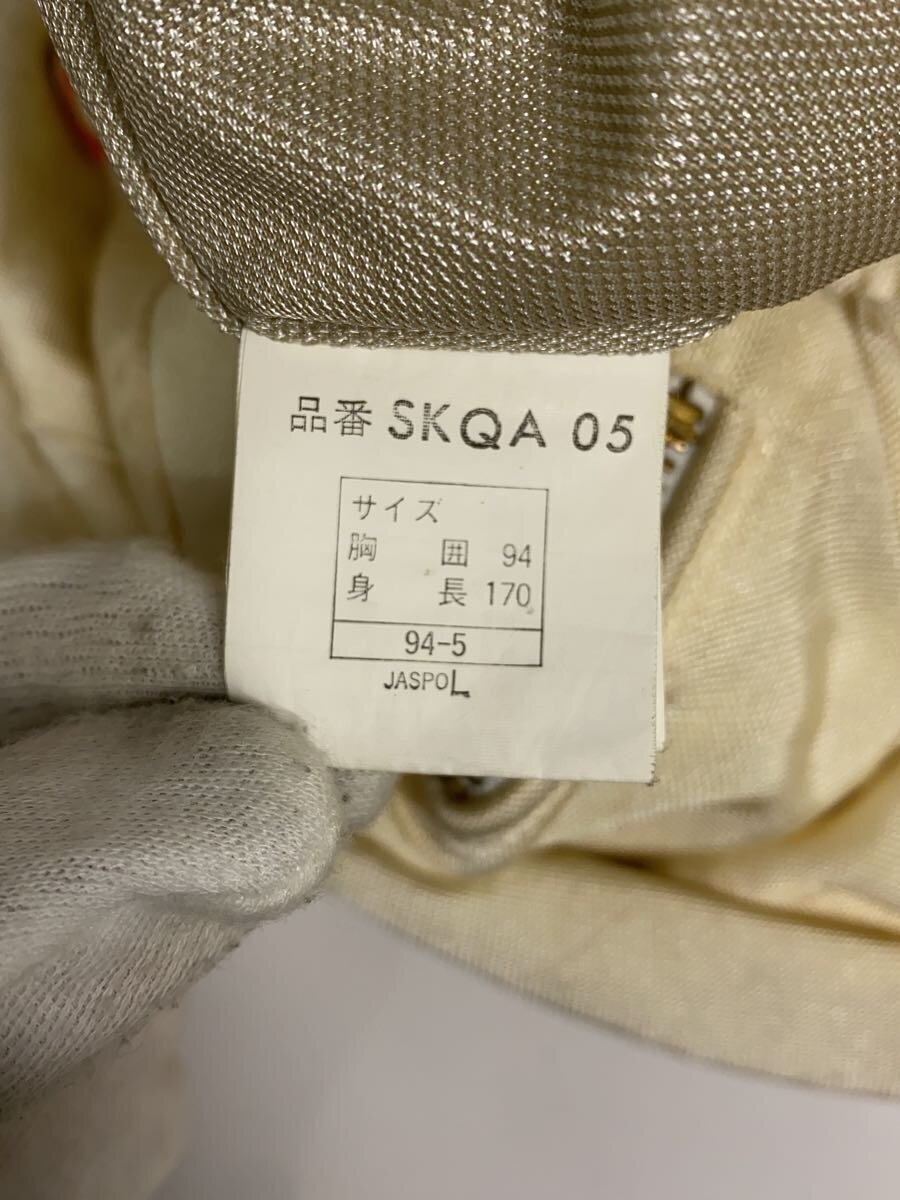 品番 SKQA 05
サイズ
胸 囲 94
身 長 170
94-5
JASPO L